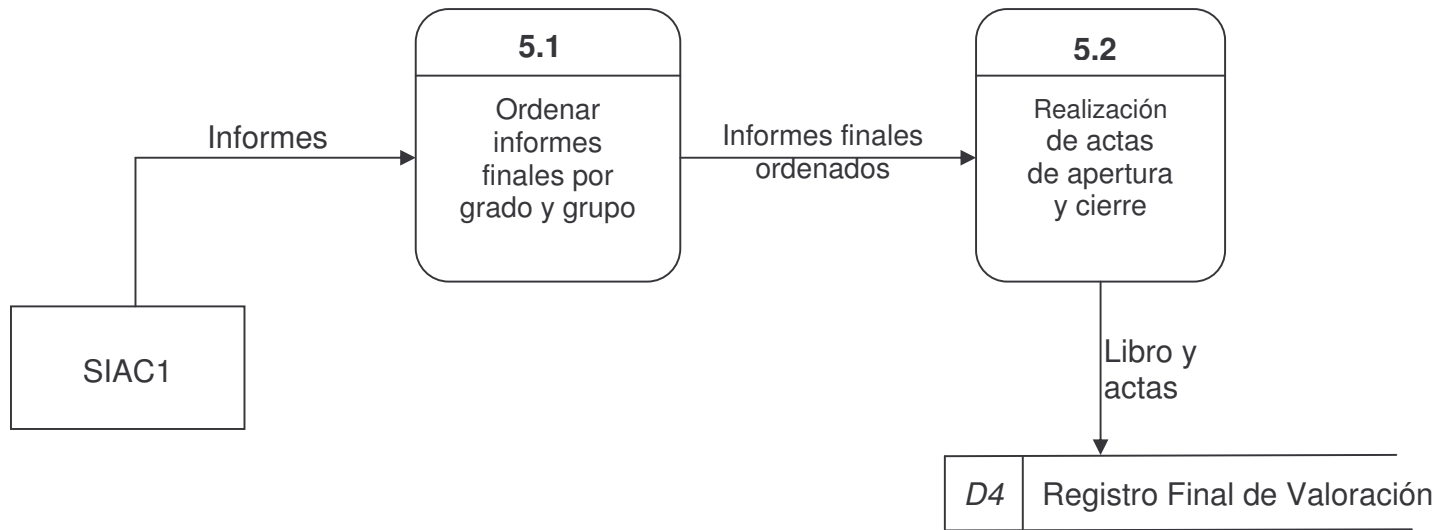 5.1
Ordenar
informes
finales por
grado y grupo
5.2
Realización
de actas
de apertura
y cierre
Informes
Informes finales
ordenados
SIAC1
Libro y
actas
D4 Registro Final de Valoración